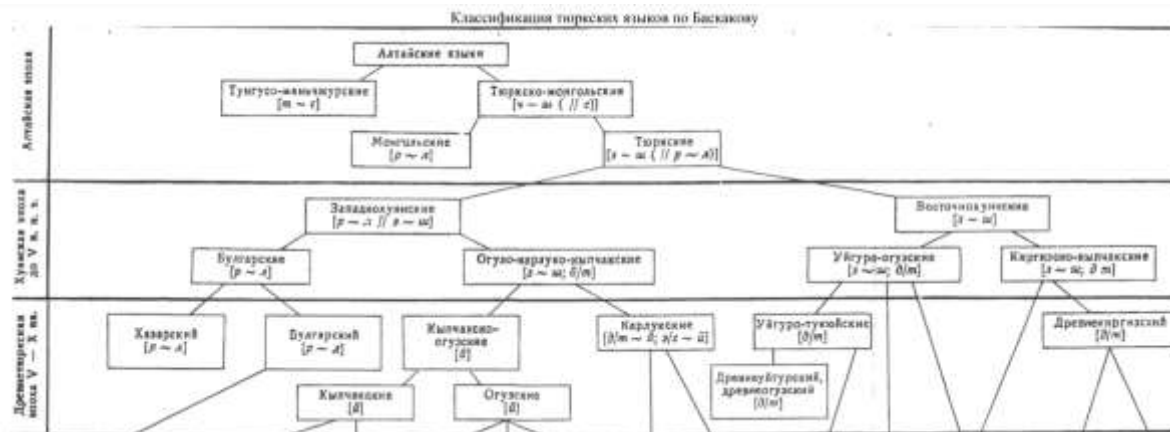 Классификация тюркских языков по Баскакову
Алтайская эпоха
Алтайские языки
Тунгусо-маньчжурские
[т ~ с]
Тюркско-монгольские
[ч ~ ш ( // с)]
Монгольские
[р ~ л]
Тюркские
[з ~ ш ( // р ~ л)]
Хуннская эпоха
до V в. н. э.
Западнохуннские
[р ~ л // з ~ ш]
Восточнохуннские
[з ~ ш]
Булгарские
[р ~ л]
Огузо-карлуко-кыпчакские
[з ~ ш; д/т]
Уйгуро-огузские
[з ~ ш; д/т]
Киргизско-кыпчакские
[з ~ ш; д т]
Древнетюркская
эпоха V — X вв.
Хазарский
[р ~ л]
Булгарский
[р ~ л]
Кыпчакско-
огузские
[й]
Карлукские
Уйгуро-тукюйские
[д/т]
Древнекиргизский
[д/т]
Кыпчакские
[й]
Огузские
[й]
Древнеуйгурский,
древнеогузский
[д/т]